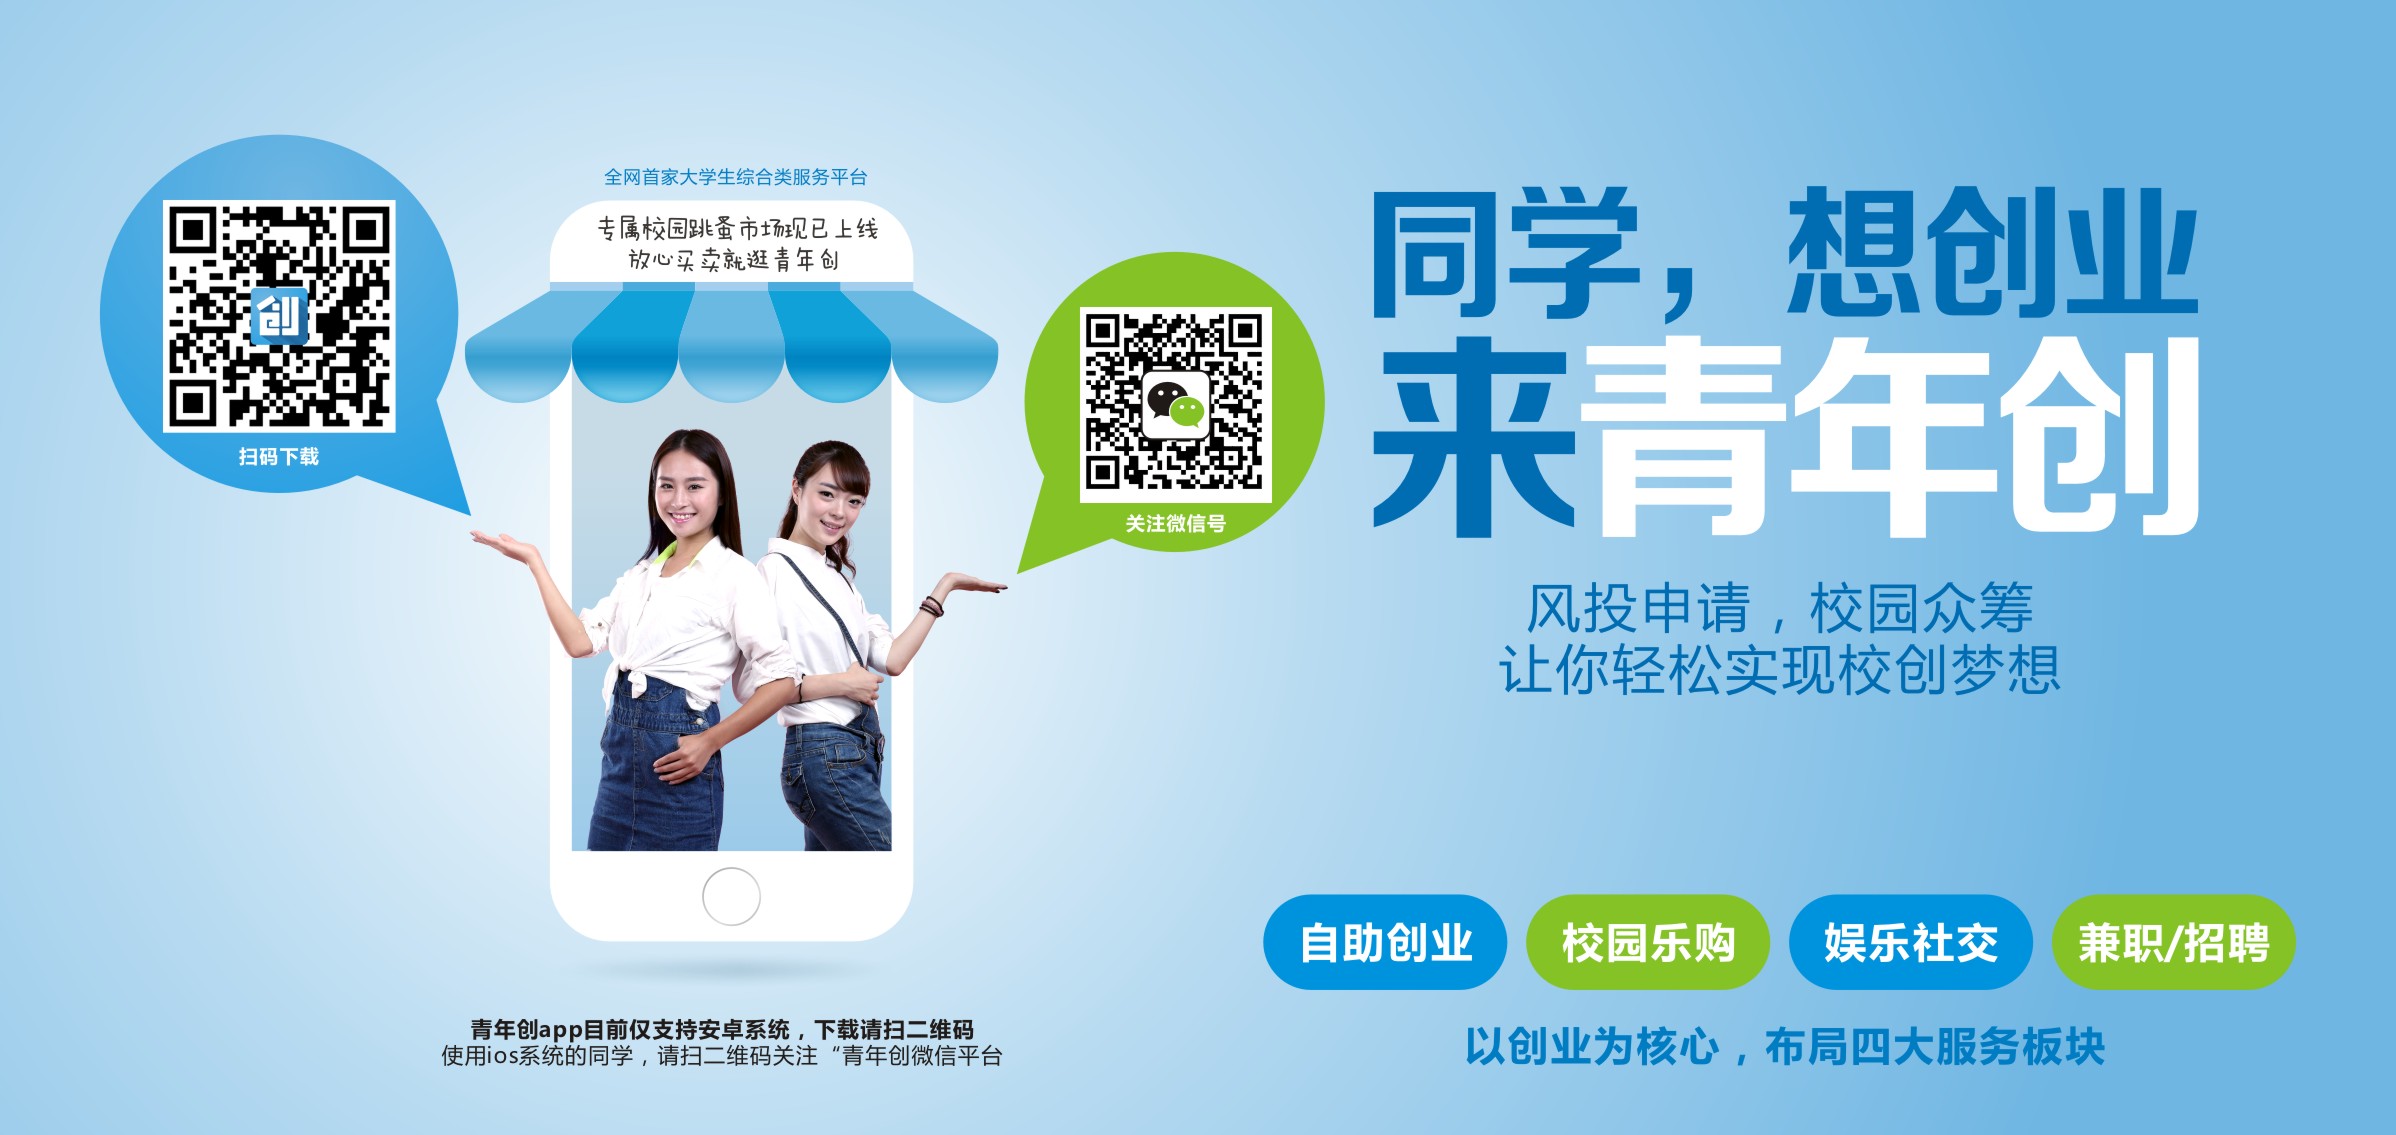 全网首家大学生综合类服务平台
专属校园跳蚤市场现已上线
放心买卖就逛青年创
创
扫码下载
关注微信号
同学，想创业
来青年创
风投申请，校园众筹
让你轻松实现校创梦想
自助创业 校园乐购 娱乐社交 兼职/招聘
以创业为核心，布局四大服务板块
青年创app目前仅支持安卓系统，下载请扫二维码
使用ios系统的同学，请扫二维码关注“青年创微信平台